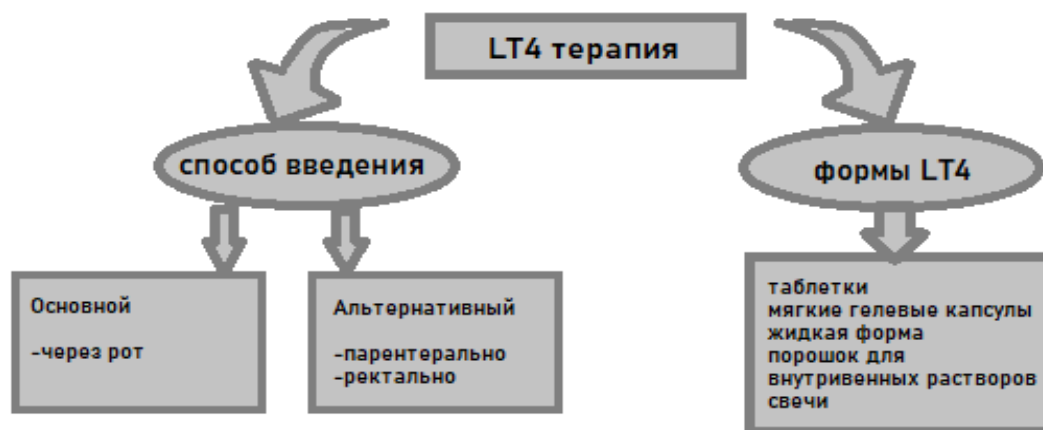 LT4 терапия
способ введения
формы LT4
Основной
-через рот
Альтернативный
-парентерально
-ректально
таблетки
мягкие гелевые капсулы
жидкая форма
порошок для
внутривенных растворов
свечи